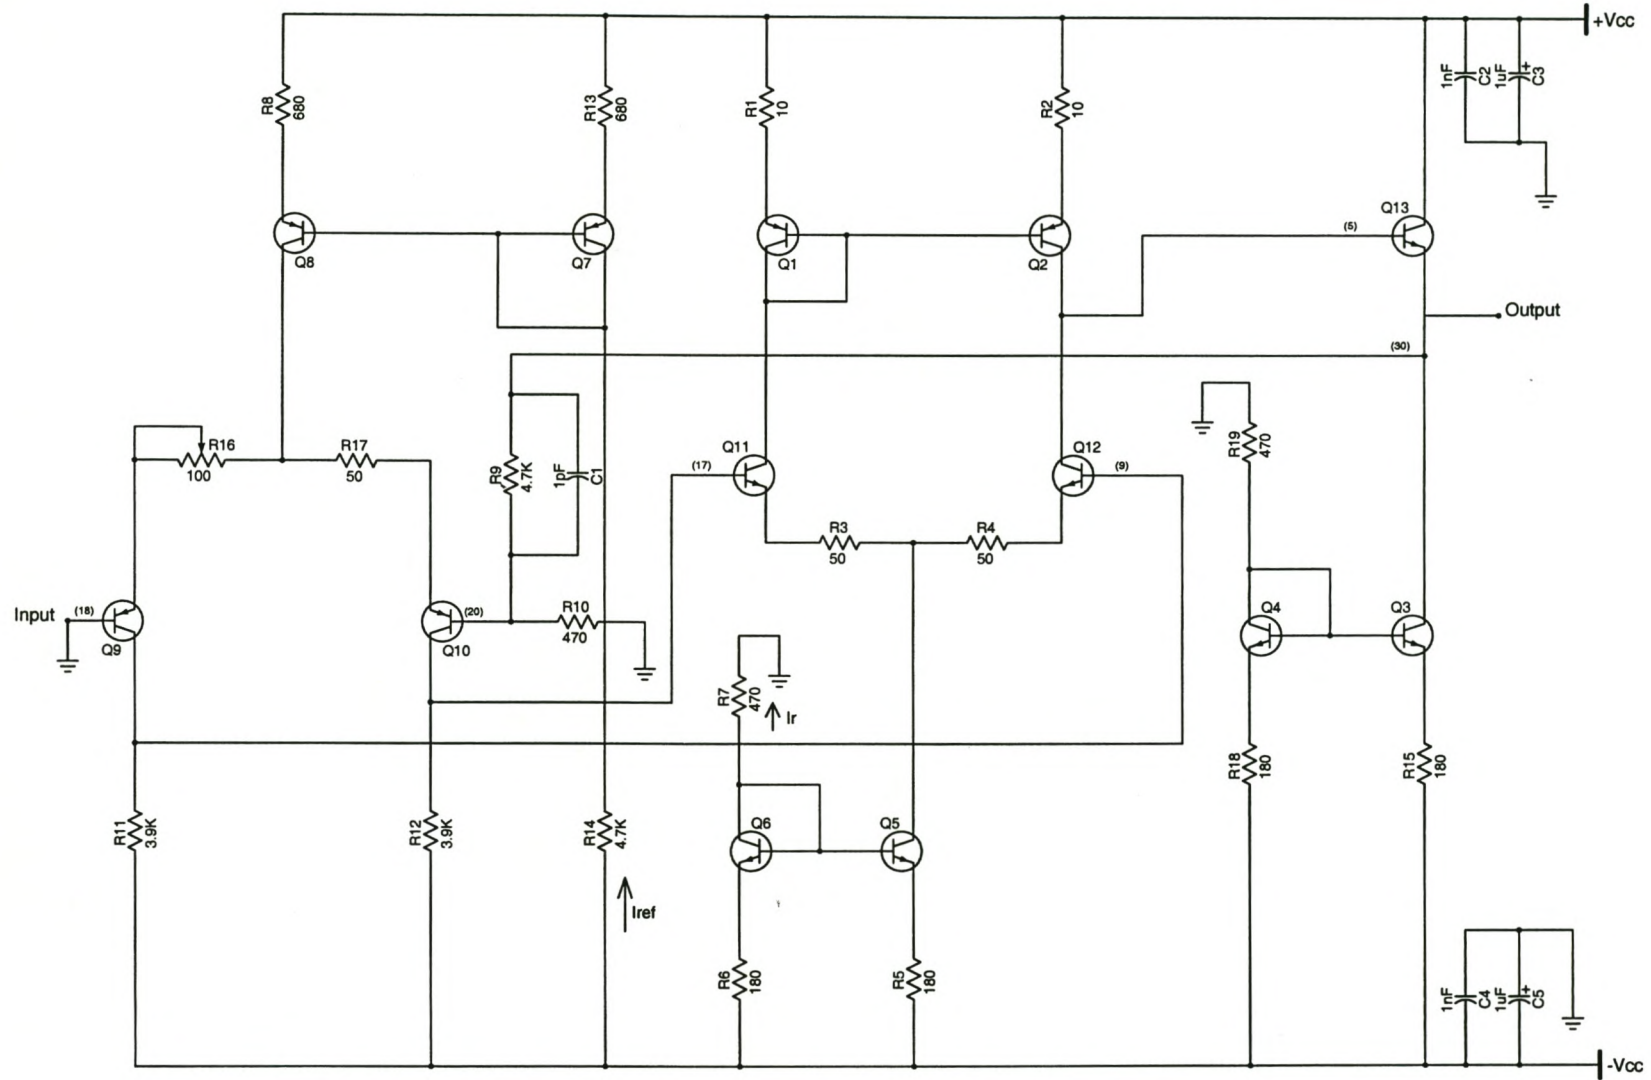 +Vcc
R8
680
R13
680
R1
10
R2
10
1nF
C2
1uF
+
C3
Q8
Q7
Q1
Q2
(5)
Q13
Output
(30)
R16
100
R17
50
R9
4.7K
1pF
C1
(17)
Q11
Q12
(9)
R19
470
R3
50
R4
50
Input
(18)
Q9
(20)
Q10
R10
470
Q4
Q3
R7
470
Ir
R18
180
R15
180
R11
3.9K
R12
3.9K
R14
4.7K
Q6
Q5
Iref
R6
180
R5
180
1nF
C4
1uF
+
C5
-Vcc